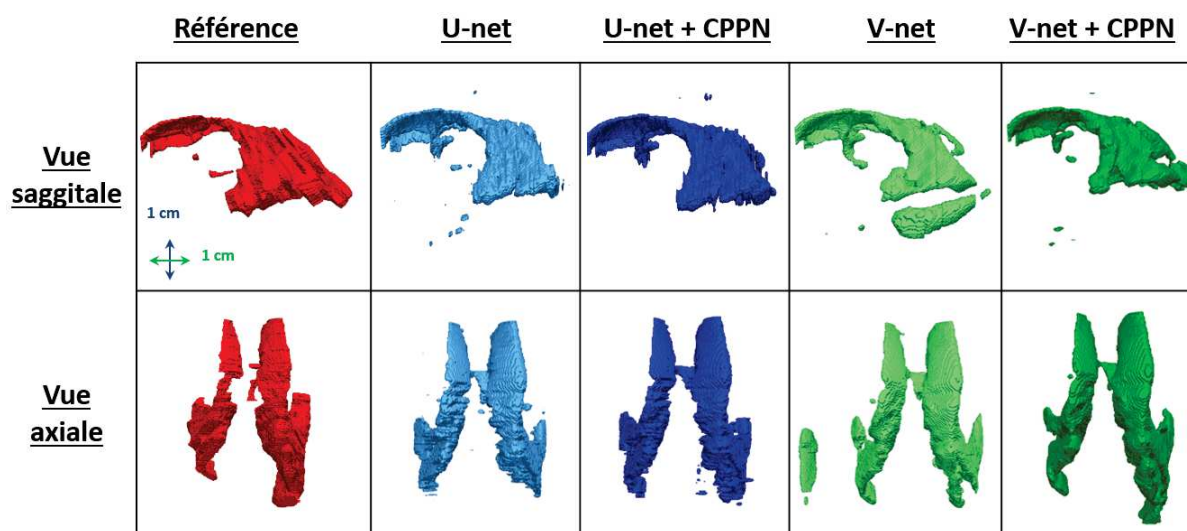 Référence
U-net
U-net + CPPN
V-net
V-net + CPPN
Vue
saggitale
1 cm
1 cm
Vue
axiale